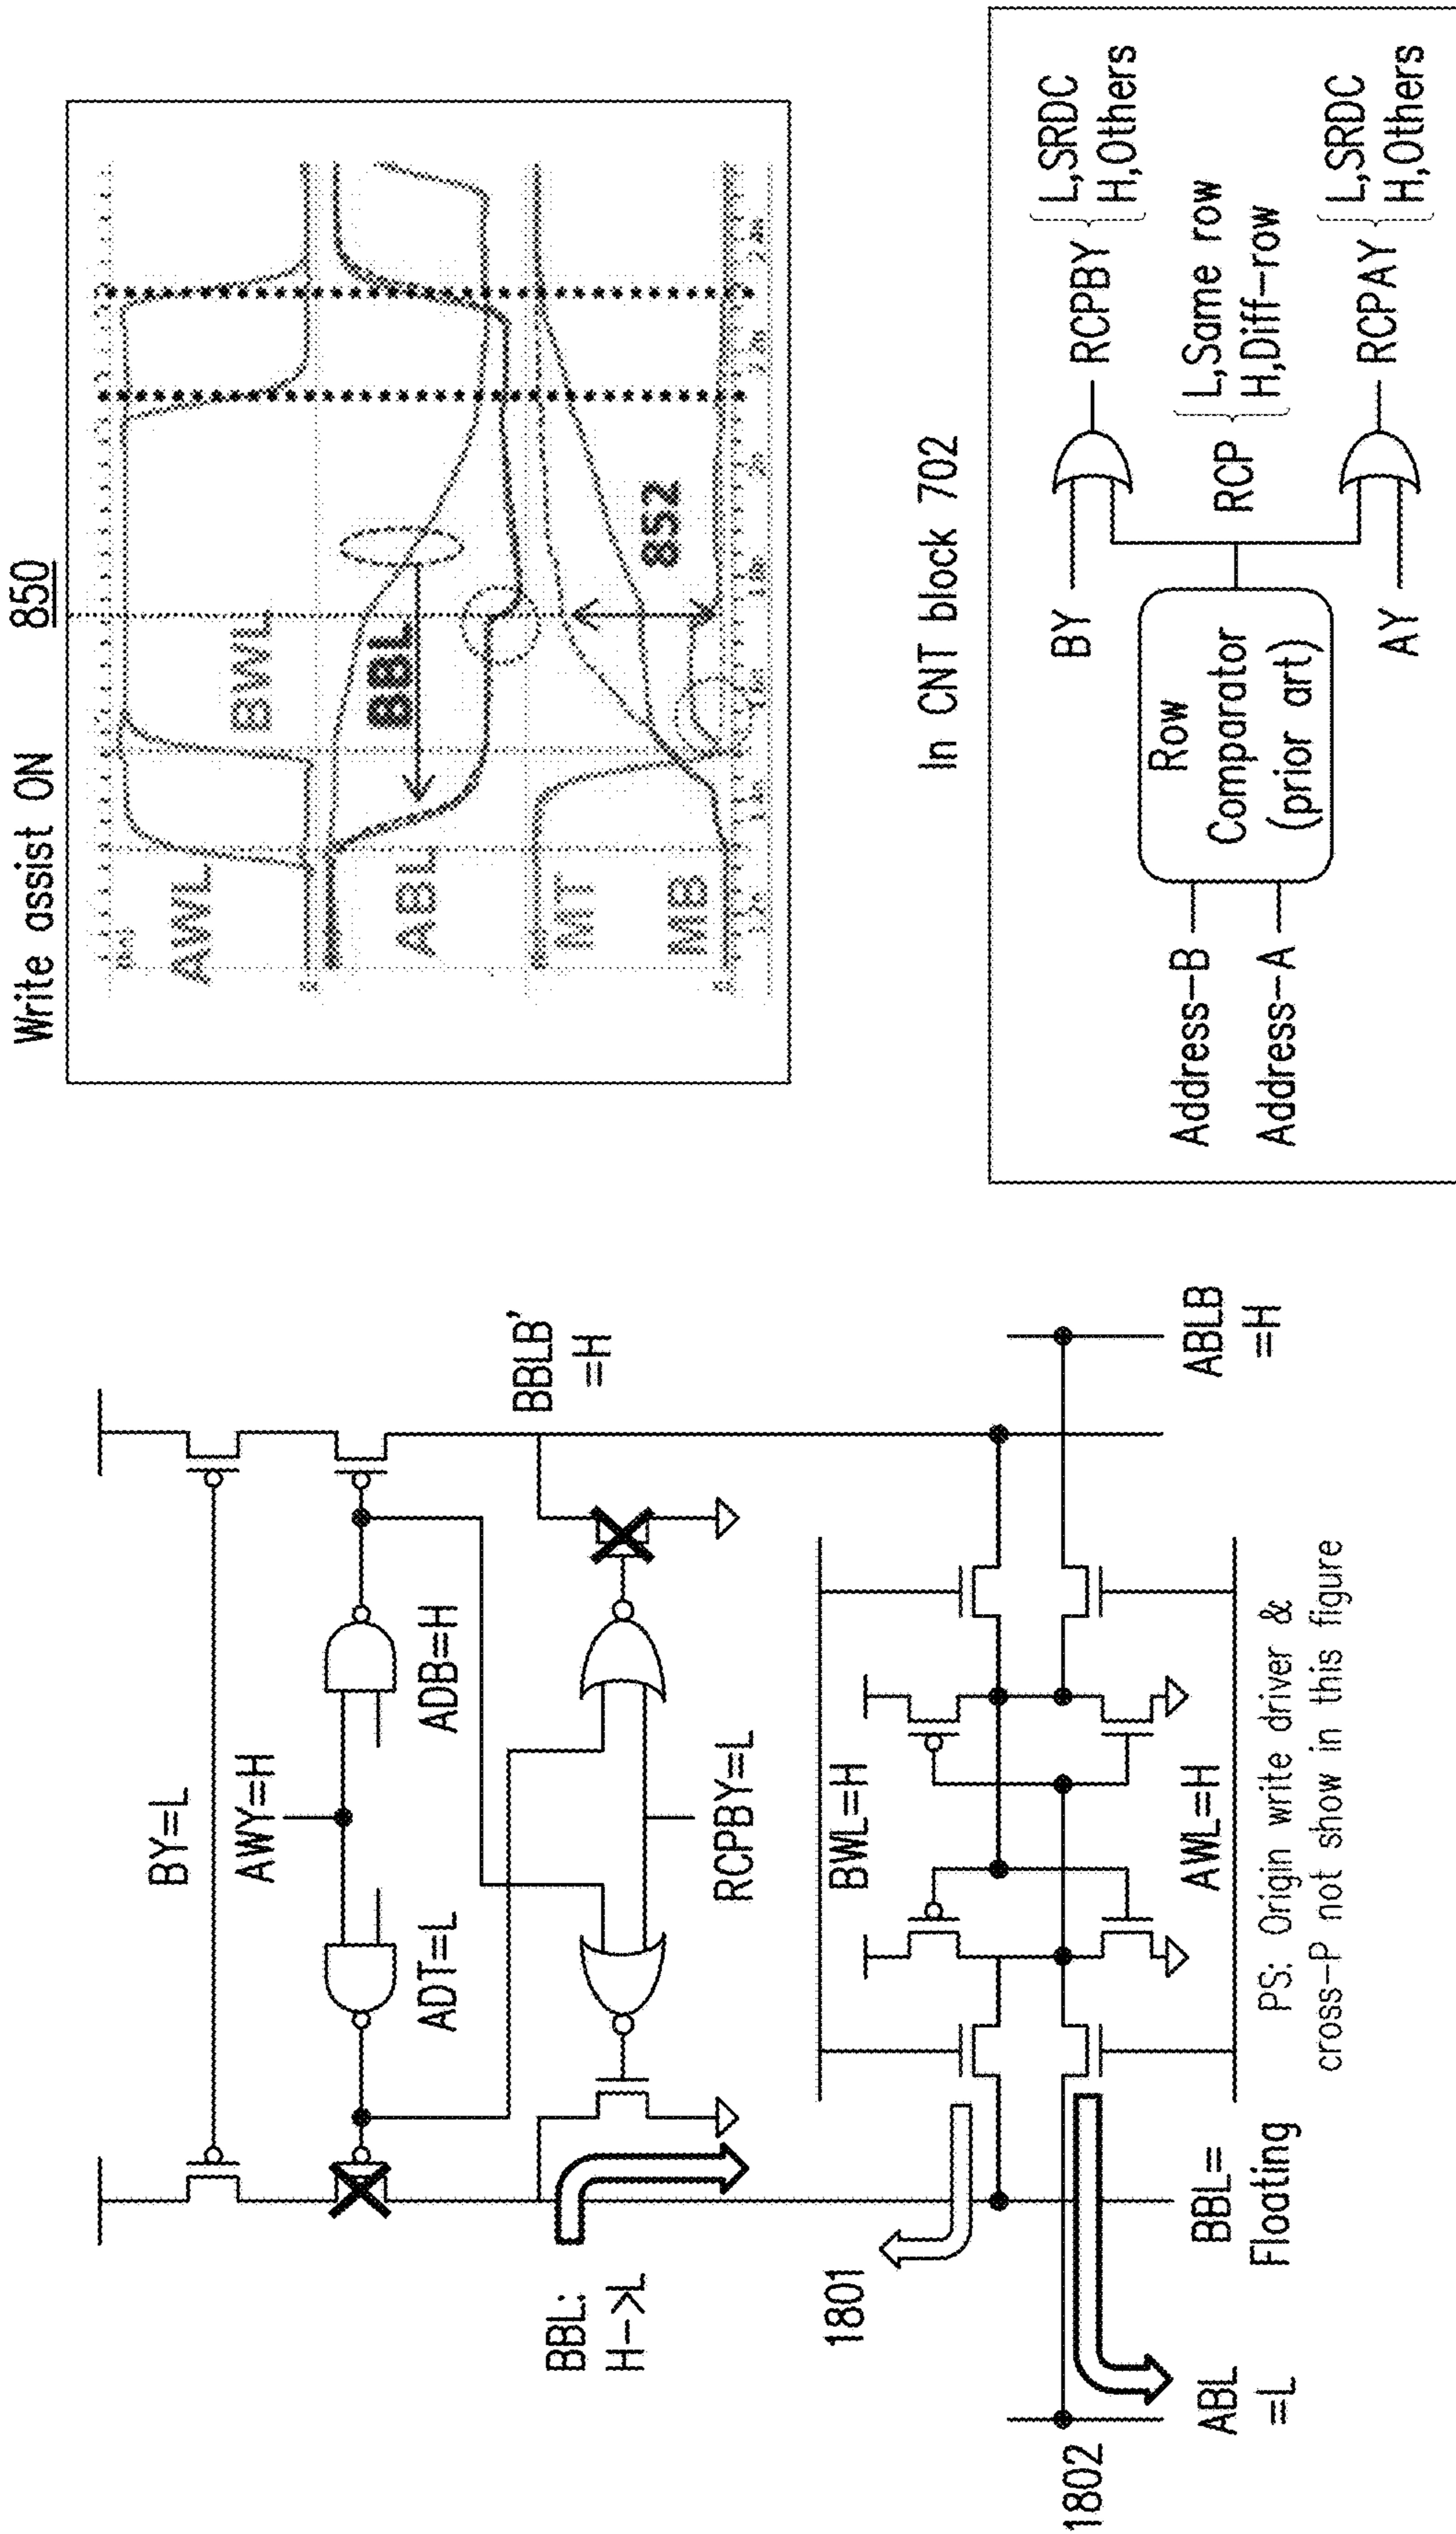 BY=L
AWY=H
ADT=L
ADB=H
BBLB'
=H
BBL:
H->L
RCPBY=L
1801
BWL=H
AWL=H
1802
ABL
=L
BBL=
Floating
ABLB
=H
PS: Origin write driver &
cross-P not show in this figure
Write assist ON
850
AWL
BWL
ABL
BBL
MT
MB
852
In CNT block 702
Address-B
Address-A
Row
Comparator
(prior art)
BY
AY
RCPBY
L,SRDC
H,Others
RCP
L,Same row
H,Diff-row
RCPAY
L,SRDC
H,Others